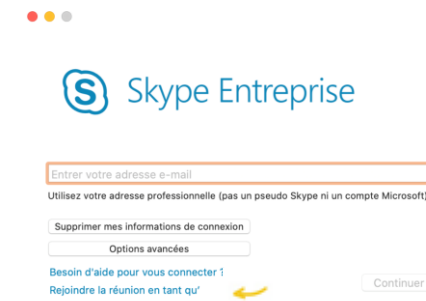 Skype Entreprise
Entrer votre adresse e-mail
Utilisez votre adresse professionnelle (pas un pseudo Skype ni un compte Microsoft)
Supprimer mes informations de connexion
Options avancées
Besoin d'aide pour vous connecter ?
Rejoindre la réunion en tant qu'
Continuer